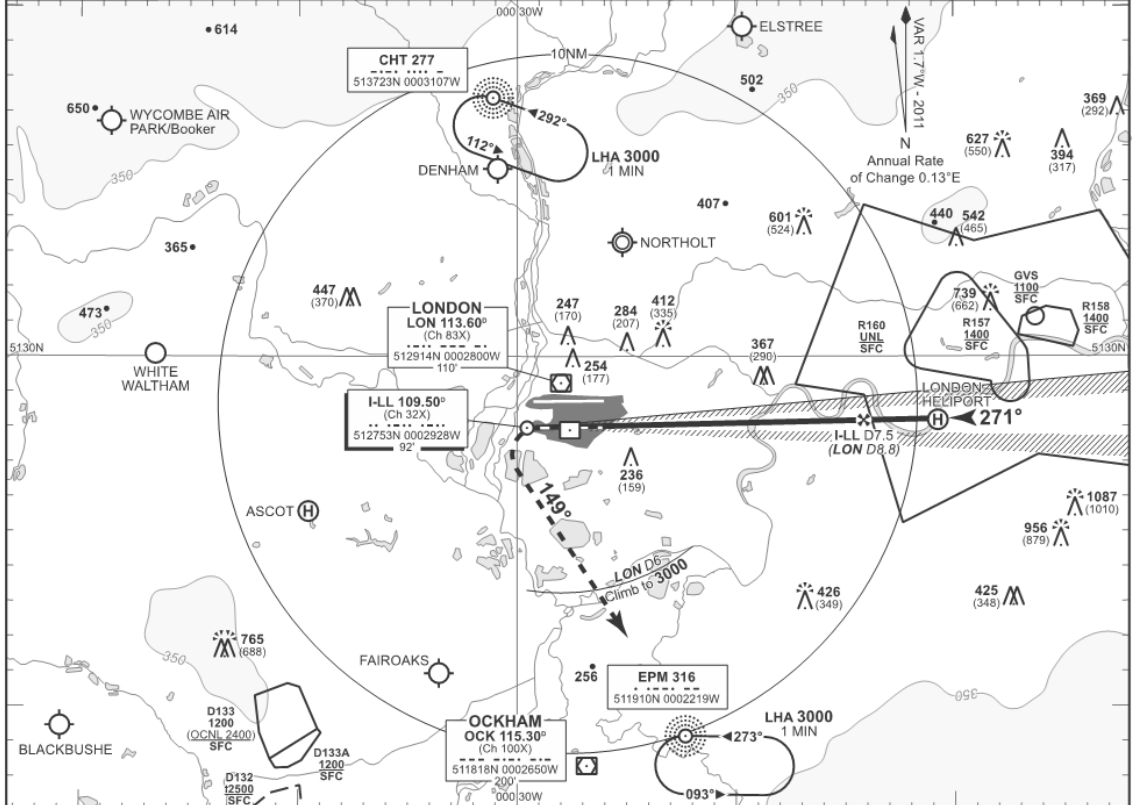 000 30W
614
ELSTREE
CHT 277
513723N 0003107W
10NM
502
VAR 1.7°W - 2011
350
650
WYCOMBE AIR
PARK/Booker
292°
369
(292)
627
(550)
394
(317)
N
Annual Rate
of Change 0.13°E
112°
LHA 3000
1 MIN
DENHAM
350
407
601
(524)
440
542
(465)
365
NORTHOLT
447
(370)
473
350
LONDON
LON 113.60°
(Ch 83X)
512914N 0002800W
110'
247
(170)
284
(207)
412
(335)
254
(177)
367
(290)
739
(662)
GVS
1100
SFC
R160
UNL
SFC
R157
1400
SFC
R158
1400
SFC
5130N
5130N
WHITE
WALTHAM
I-LL 109.50°
(Ch 32X)
512753N 0002928W
92'
LONDON
HELIPORT
H
271°
I-LL D7.5
(LON D8.8)
236
(159)
149°
ASCOT
H
1087
(1010)
956
(879)
LON D6
Climb to 3000
426
(349)
425
(348)
765
(688)
350
FAIROAKS
256
EPM 316
511910N 0002219W
350
D133
1200
(OCNL 2400)
SFC
D133A
1200
SFC
BLACKBUSHE
OCKHAM
OCK 115.30°
(Ch 100X)
511818N 0002650W
200'
LHA 3000
1 MIN
273°
093°
D132
2500
SFC
000 30W